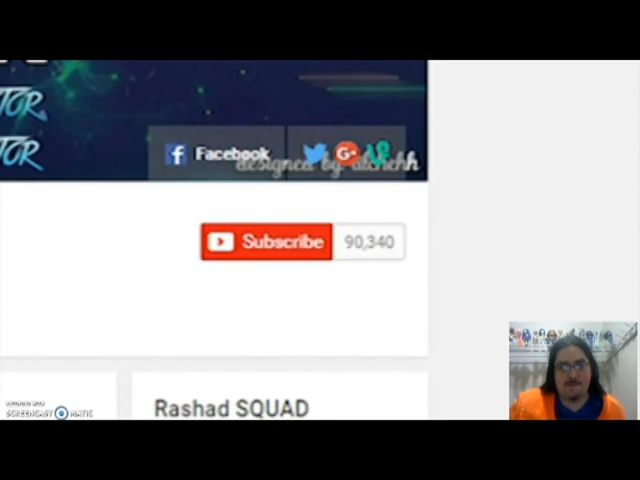 TOR
TOR
Facebook
G+
designed by
Subscribe 90,340
Rashad SQUAD
SCREENCAST MATIC